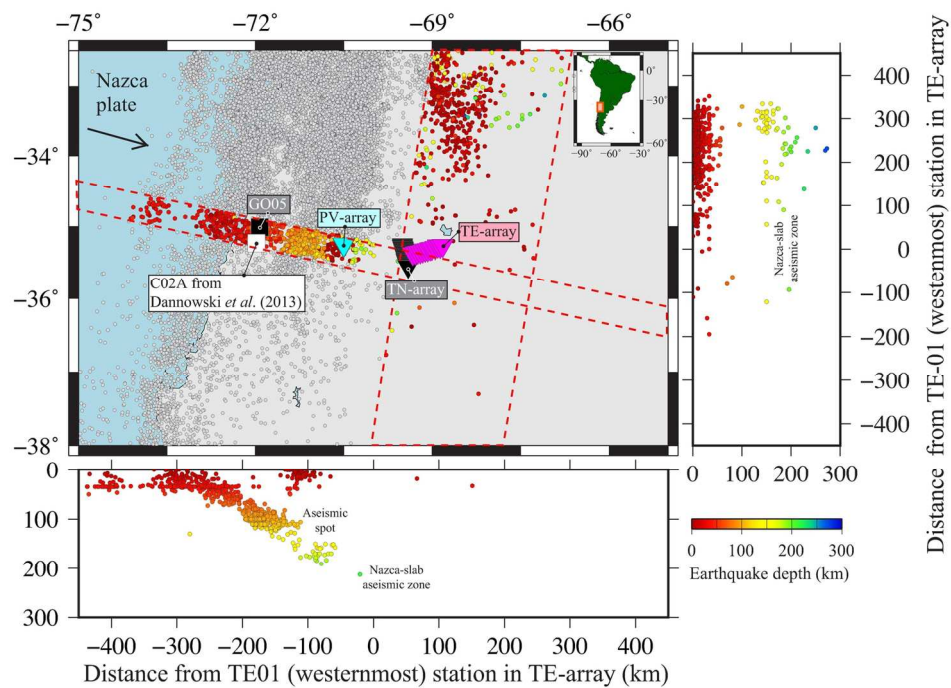 −75
−72
−69
−66
Nazca
plate
−34°
−36°
−38°
0°
−30°
−60°
−90°
−60°
−30°
GO05
PV-array
TE-array
TN-array
C02A from
Dannowski et al. (2013)
400
300
200
100
0
−100
−200
−300
−400
Nazca-slab
aseismic zone
0
100
200
300
Distance from TE-01 (westernmost) station in TE-array
0
100
200
300
Aseismic
spot
Nazca-slab
aseismic zone
−400
−300
−200
−100
0
100
200
300
400
Distance from TE01 (westernmost) station in TE-array (km)
0
100
200
300
Earthquake depth (km)